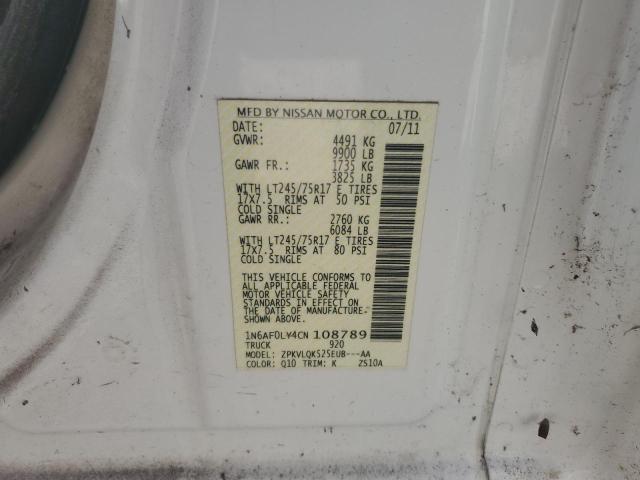 MFD BY NISSAN MOTOR CO., LTD.
DATE: 07/11
GVWR: 4491 KG
9900 LB
GAWR FR.: 1735 KG
3825 LB
WITH LT245/75R17 E TIRES
17X7.5 RIMS AT 50 PSI
COLD SINGLE
GAWR RR.: 2760 KG
6084 LB
WITH LT245/75R17 E TIRES
17X7.5 RIMS AT 80 PSI
COLD SINGLE
THIS VEHICLE CONFORMS TO
ALL APPLICABLE FEDERAL
MOTOR VEHICLE SAFETY
STANDARDS IN EFFECT ON
THE DATE OF MANUFACTURE-
SHOWN ABOVE.
1N6AF0LY4CN 108789
TRUCK 920
MODEL: ZPKVLQKS25EUB---AA
COLOR: Q10 TRIM: K ZS10A